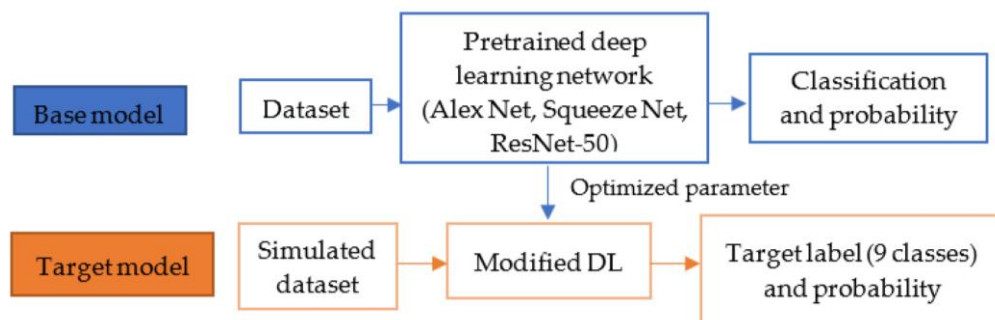 Base model
Dataset
Pretrained deep
learning network
(Alex Net, Squeeze Net,
ResNet-50)
Classification
and probability
Optimized parameter
Target model
Simulated
dataset
Modified DL
Target label (9 classes)
and probability